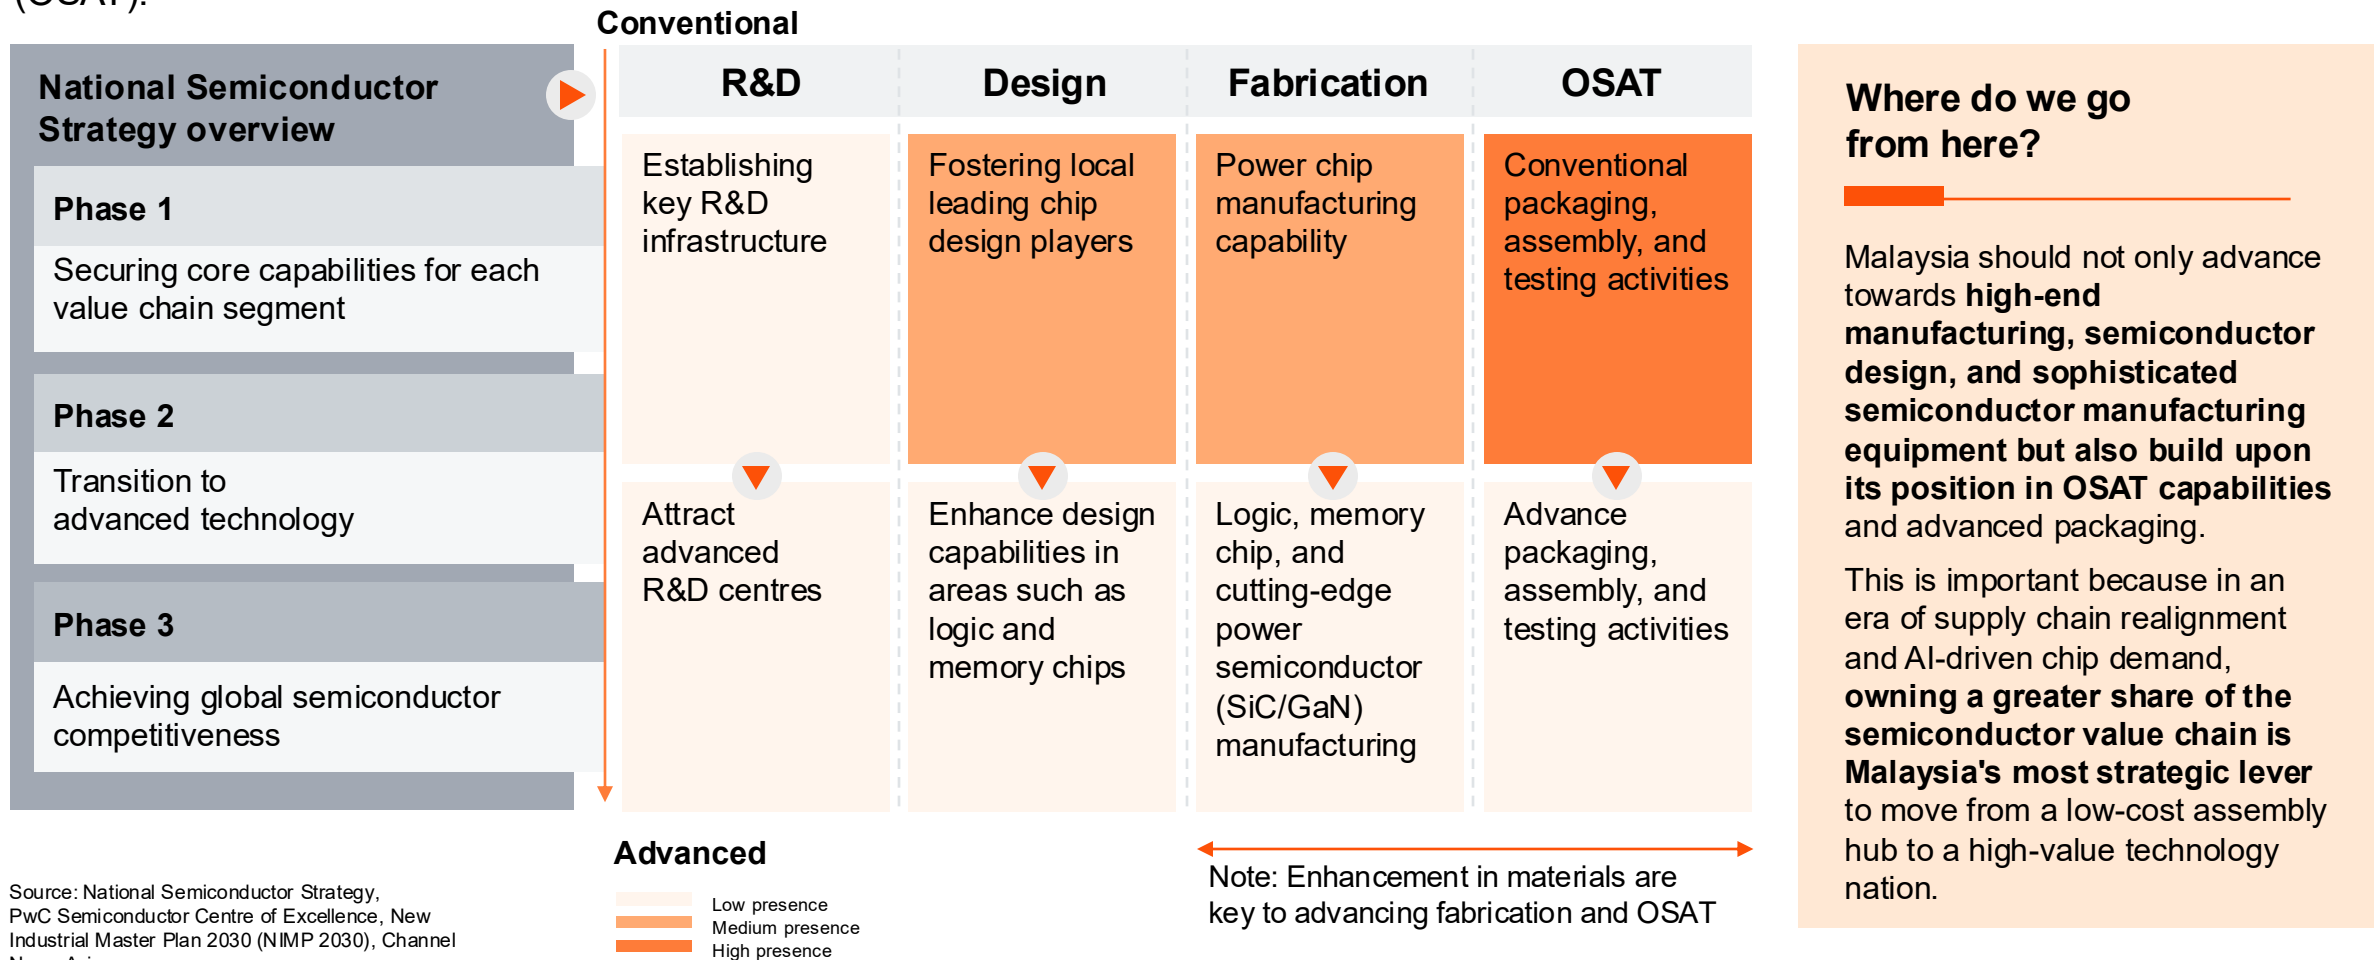 (OSAT).
National Semiconductor
Strategy overview
Phase 1
Securing core capabilities for each
value chain segment
Phase 2
Transition to
advanced technology
Phase 3
Achieving global semiconductor
competitiveness
Conventional
R&D
Design
Fabrication
OSAT
Establishing
key R&D
infrastructure
Fostering local
leading chip
design players
Power chip
manufacturing
capability
Conventional
packaging,
assembly, and
testing activities
Attract
advanced
R&D centres
Enhance design
capabilities in
areas such as
logic and
memory chips
Logic, memory
chip, and
cutting-edge
power
semiconductor
(SiC/GaN)
manufacturing
Advance
packaging,
assembly, and
testing activities
Advanced
Low presence
Medium presence
High presence
Note: Enhancement in materials are
key to advancing fabrication and OSAT
Where do we go
from here?
Malaysia should not only advance
towards high-end
manufacturing, semiconductor
design, and sophisticated
semiconductor manufacturing
equipment but also build upon
its position in OSAT capabilities
and advanced packaging.
This is important because in an
era of supply chain realignment
and AI-driven chip demand,
owning a greater share of the
semiconductor value chain is
Malaysia's most strategic lever
to move from a low-cost assembly
hub to a high-value technology
nation.
Source: National Semiconductor Strategy,
PwC Semiconductor Centre of Excellence, New
Industrial Master Plan 2030 (NIMP 2030), Channel